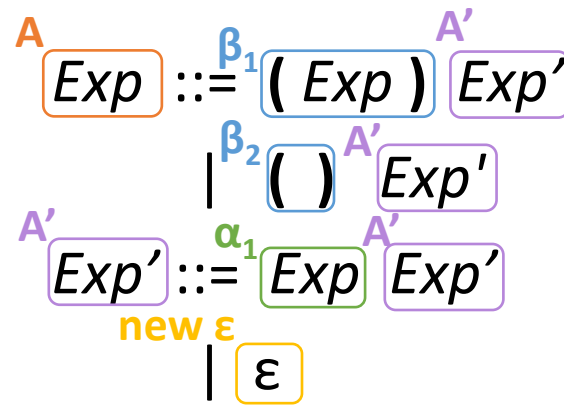 A β₁ A'
Exp ::= ( Exp ) Exp'
β₂ A'
| ( ) Exp'
A' α₁ A'
Exp' ::= Exp Exp'
new ε
| ε